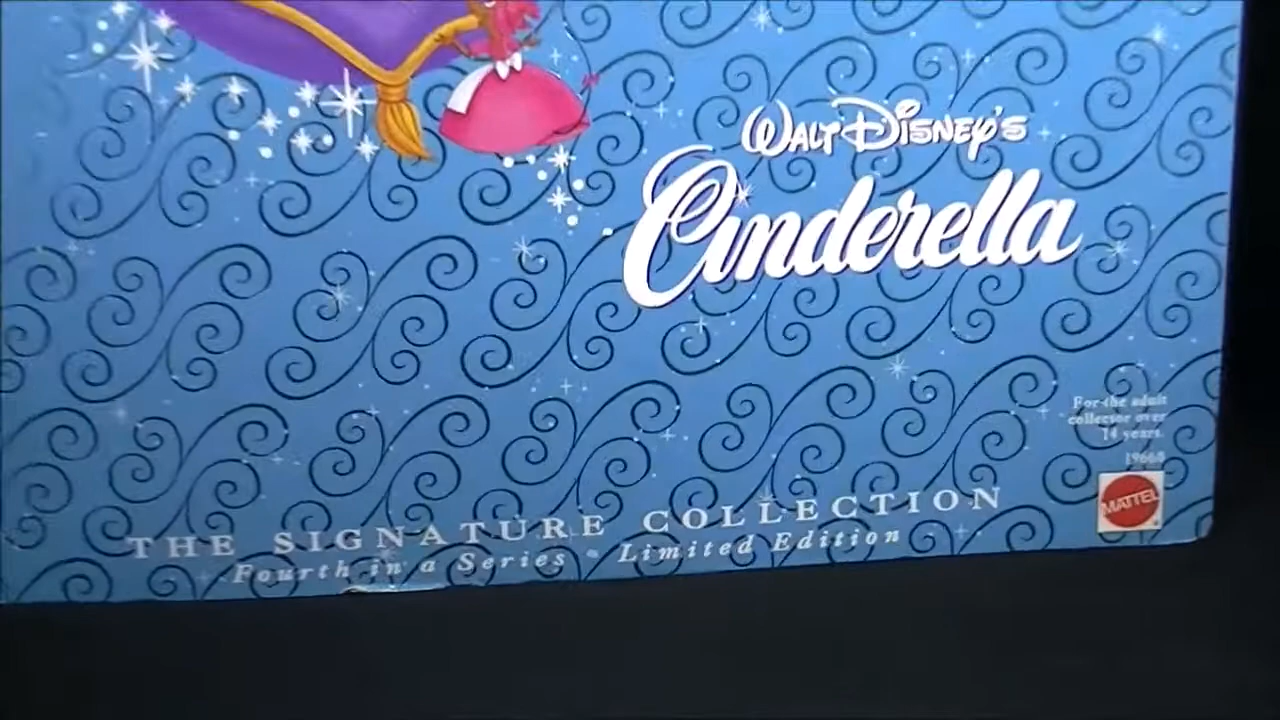 WALT DISNEY'S
Cinderella
For the adult
collector over
14 years.
MATTEL
THE SIGNATURE COLLECTION
Fourth in a Series • Limited Edition